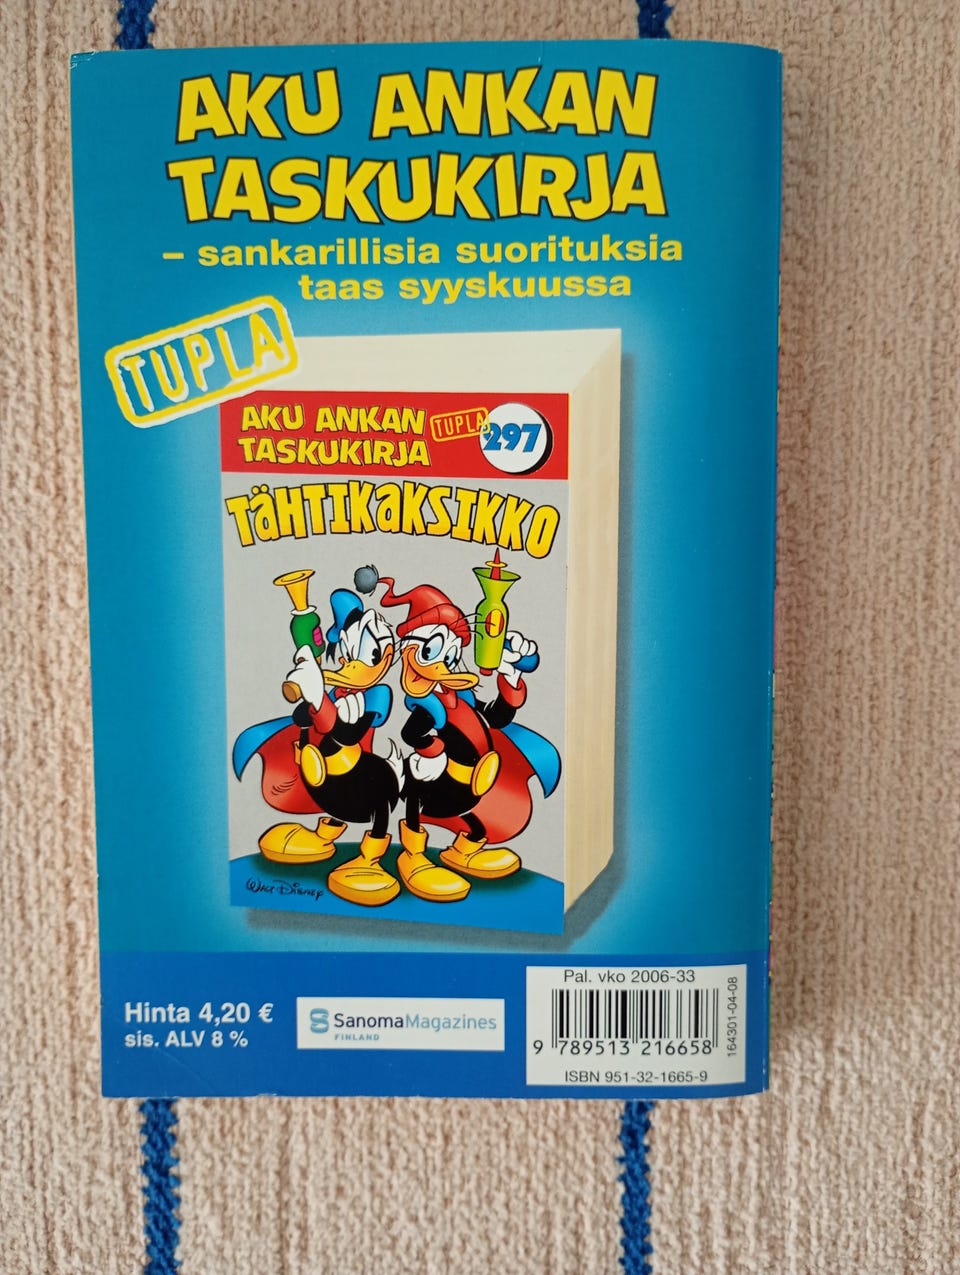 AKU ANKAN
TASKUKIRJA
– sankarillisia suorituksia
taas syyskuussa
TUPLA
AKU ANKAN
TASKUKIRJA
TUPLA
297
TÄHTIKAKSIKKO
WALT DISNEY
Hinta 4,20 €
sis. ALV 8 %
SanomaMagazines
FINLAND
Pal. vko 2006-33
9 789513 216658
ISBN 951-32-1665-9
164301-04-08